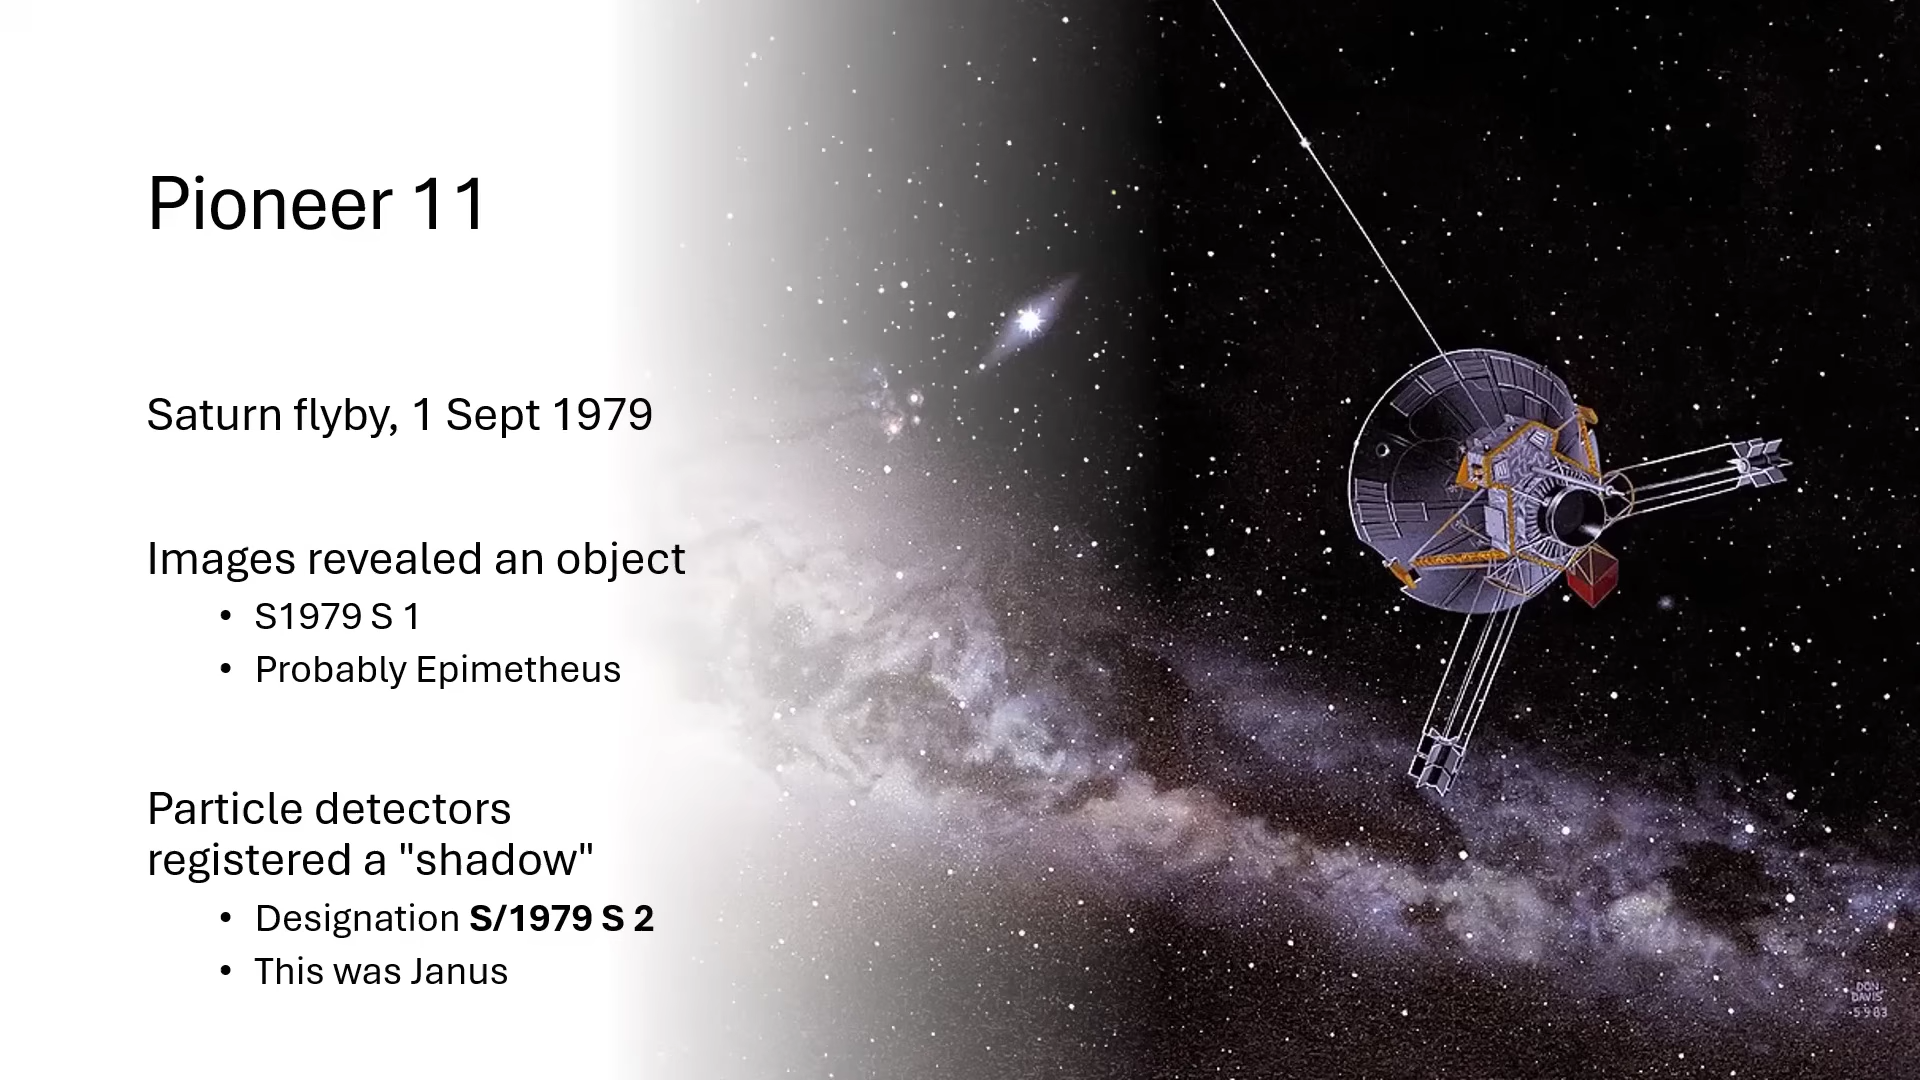 Pioneer 11
Saturn flyby, 1 Sept 1979
Images revealed an object
• S1979 S 1
• Probably Epimetheus
Particle detectors
registered a "shadow"
• Designation S/1979 S 2
• This was Janus
DON
DAVIS